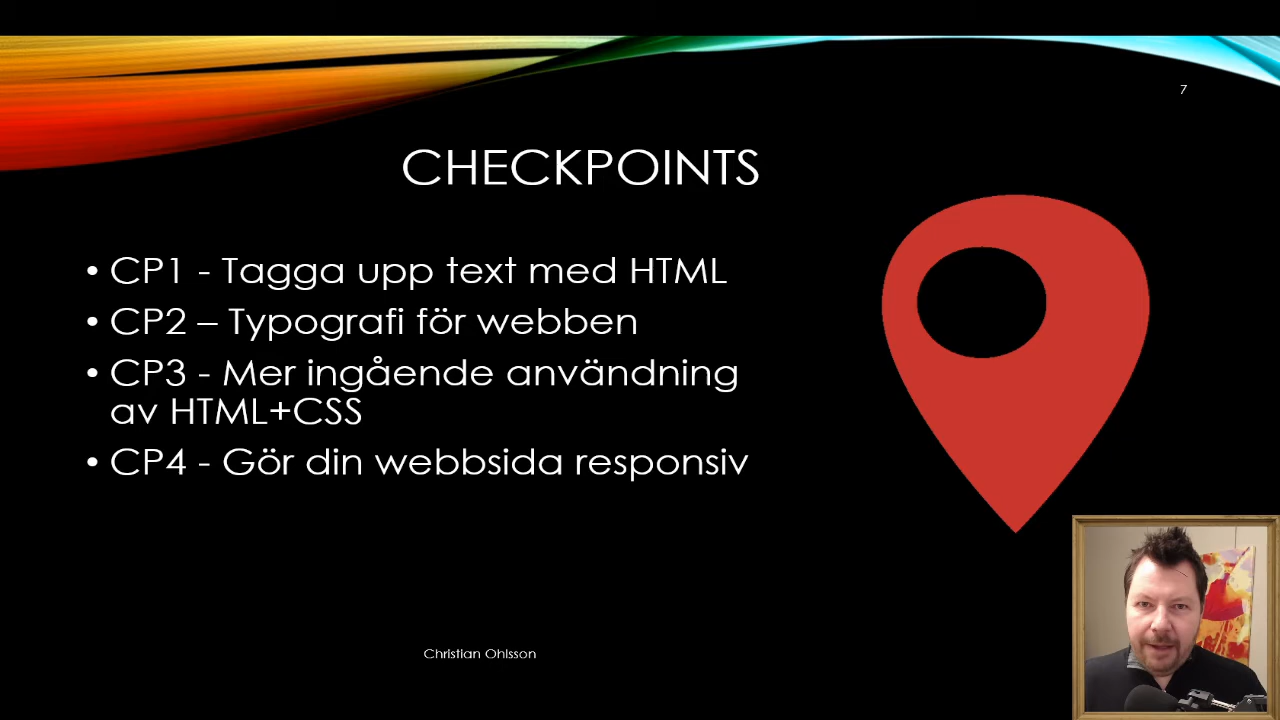 7
CHECKPOINTS
• CP1 - Tagga upp text med HTML
• CP2 – Typografi för webben
• CP3 - Mer ingående användning
av HTML+CSS
• CP4 - Gör din webbsida responsiv
Christian Ohlsson